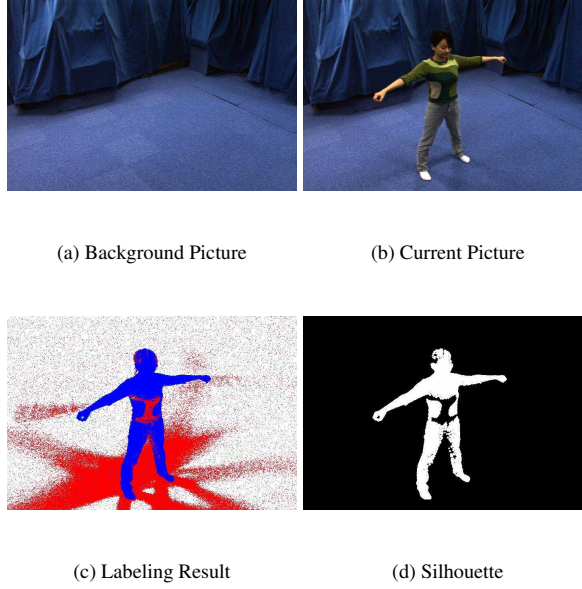 (a) Background Picture
(b) Current Picture
(c) Labeling Result
(d) Silhouette